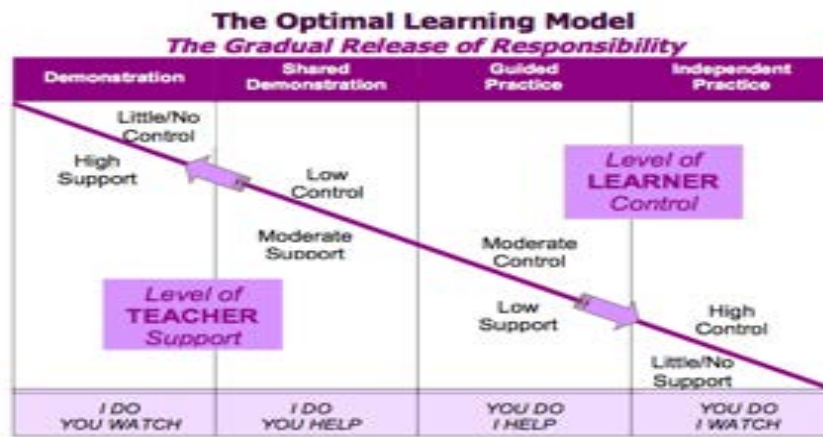 The Optimal Learning Model
The Gradual Release of Responsibility
Demonstration
Shared
Demonstration
Guided
Practice
Independent
Practice
Little/No
Control
High
Support
Low
Control
Moderate
Support
Level of
LEARNER
Control
Moderate
Control
Low
Support
Level of
TEACHER
Support
High
Control
Little/No
Support
I DO
YOU WATCH
I DO
YOU HELP
YOU DO
I HELP
YOU DO
I WATCH